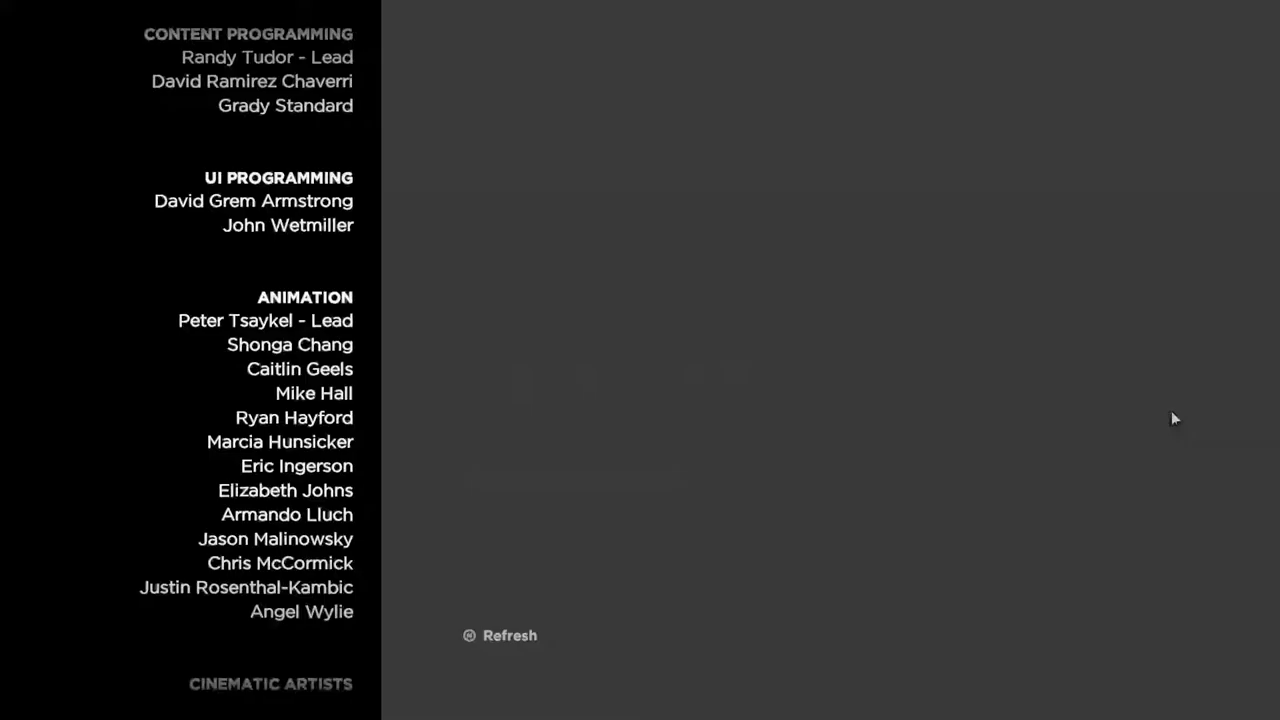 CONTENT PROGRAMMING
Randy Tudor - Lead
David Ramirez Chaverri
Grady Standard
UI PROGRAMMING
David Grem Armstrong
John Wetmiller
ANIMATION
Peter Tsaykel - Lead
Shonga Chang
Caitlin Geels
Mike Hall
Ryan Hayford
Marcia Hunsicker
Eric Ingerson
Elizabeth Johns
Armando Lluch
Jason Malinowsky
Chris McCormick
Justin Rosenthal-Kambic
Angel Wylie
Refresh
CINEMATIC ARTISTS